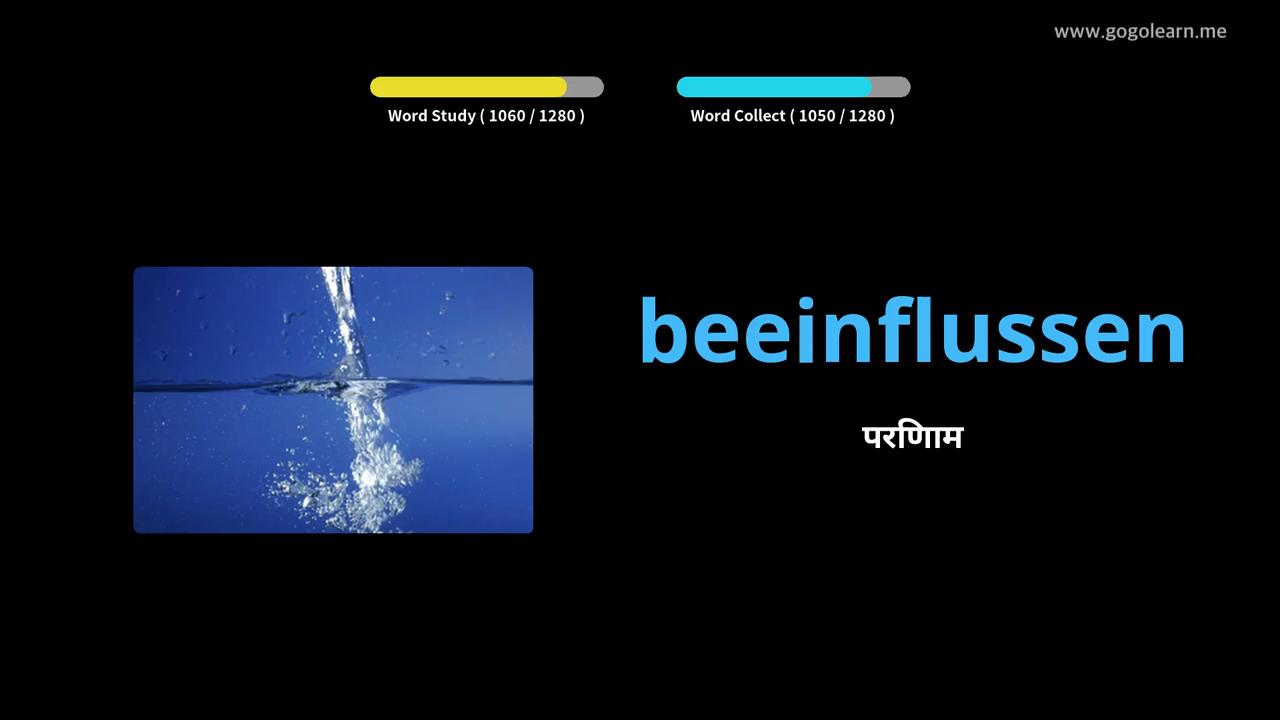 www.gogolearn.me
Word Study ( 1060 / 1280 )
Word Collect ( 1050 / 1280 )
beeinflussen
परिणाम